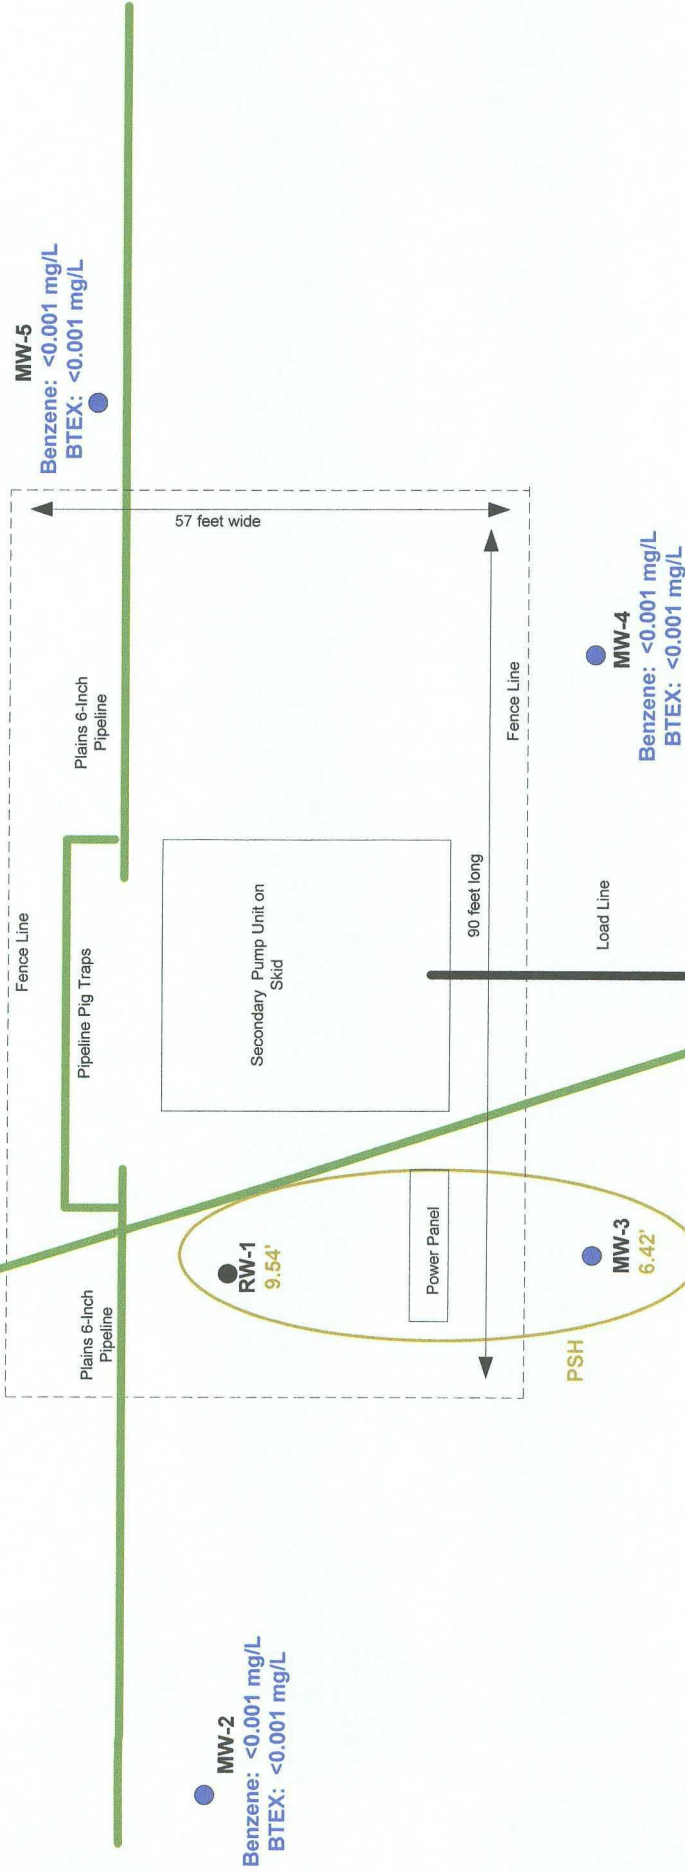 MW-5
Benzene: <0.001 mg/L
BTEX: <0.001 mg/L
57 feet wide
Fence Line
Plains 6-Inch
Pipeline
Pipeline Pig Traps
Secondary Pump Unit on
Skid
90 feet long
Fence Line
MW-4
Benzene: <0.001 mg/L
BTEX: <0.001 mg/L
Load Line
Plains 6-Inch
Pipeline
RW-1
9.54'
Power Panel
MW-3
6.42'
PSH
MW-2
Benzene: <0.001 mg/L
BTEX: <0.001 mg/L